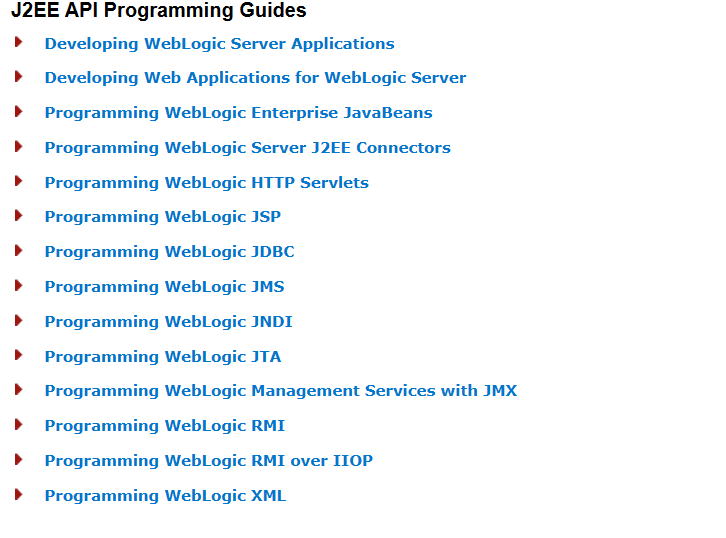 J2EE API Programming Guides
Developing WebLogic Server Applications
Developing Web Applications for WebLogic Server
Programming WebLogic Enterprise JavaBeans
Programming WebLogic Server J2EE Connectors
Programming WebLogic HTTP Servlets
Programming WebLogic JSP
Programming WebLogic JDBC
Programming WebLogic JMS
Programming WebLogic JNDI
Programming WebLogic JTA
Programming WebLogic Management Services with JMX
Programming WebLogic RMI
Programming WebLogic RMI over IIOP
Programming WebLogic XML